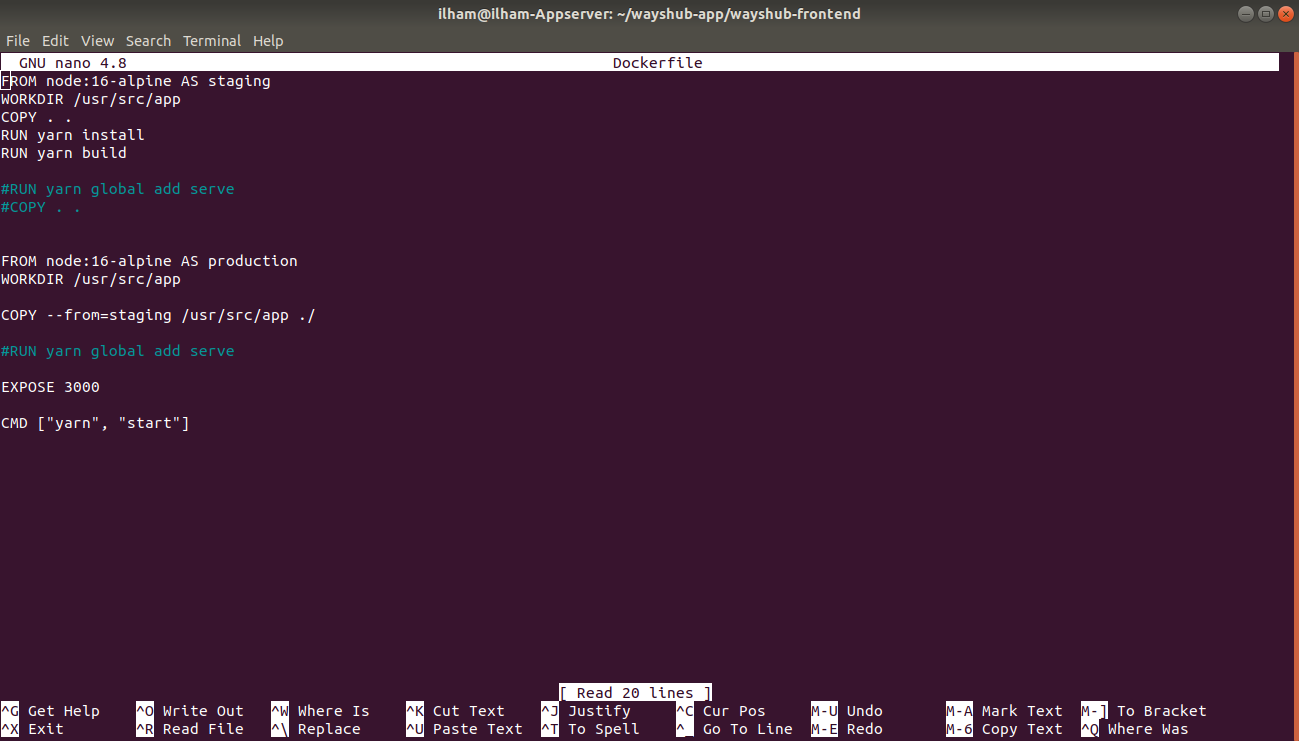 ilham@ilham-Appserver: ~/wayshub-app/wayshub-frontend
File Edit View Search Terminal Help
GNU nano 4.8 Dockerfile
FROM node:16-alpine AS staging
WORKDIR /usr/src/app
COPY . .
RUN yarn install
RUN yarn build
#RUN yarn global add serve
#COPY . .
FROM node:16-alpine AS production
WORKDIR /usr/src/app
COPY --from=staging /usr/src/app ./
#RUN yarn global add serve
EXPOSE 3000
CMD ["yarn", "start"]
[ Read 20 lines ]
^G Get Help ^O Write Out ^W Where Is ^K Cut Text ^J Justify ^C Cur Pos M-U Undo M-A Mark Text M-] To Bracket
^X Exit ^R Read File ^\ Replace ^U Paste Text ^T To Spell ^_ Go To Line M-E Redo M-6 Copy Text ^Q Where Was